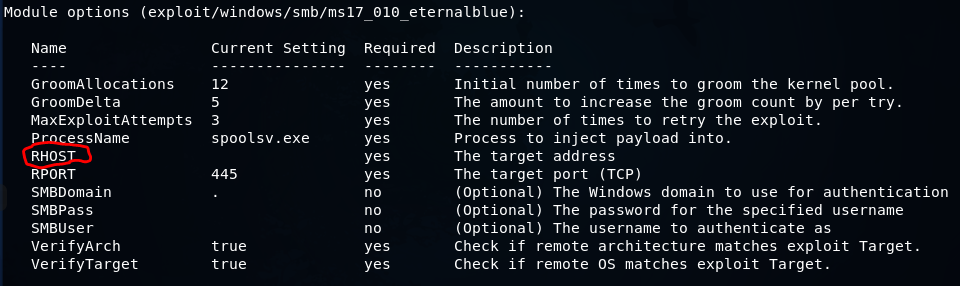 Module options (exploit/windows/smb/ms17_010_eternalblue):
Name Current Setting Required Description
---- --------------- -------- -----------
GroomAllocations 12 yes Initial number of times to groom the kernel pool.
GroomDelta 5 yes The amount to increase the groom count by per try.
MaxExploitAttempts 3 yes The number of times to retry the exploit.
ProcessName spoolsv.exe yes Process to inject payload into.
RHOST yes The target address
RPORT 445 yes The target port (TCP)
SMBDomain . no (Optional) The Windows domain to use for authentication
SMBPass no (Optional) The password for the specified username
SMBUser no (Optional) The username to authenticate as
VerifyArch true yes Check if remote architecture matches exploit Target.
VerifyTarget true yes Check if remote OS matches exploit Target.